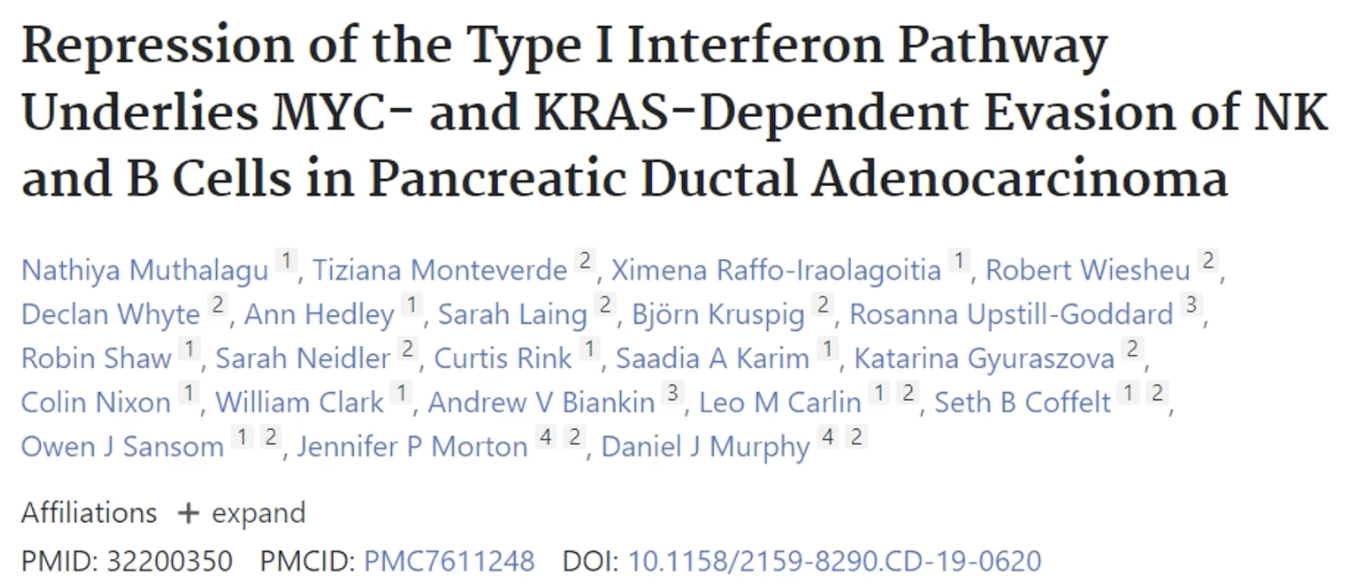 Repression of the Type I Interferon Pathway
Underlies MYC- and KRAS-Dependent Evasion of NK
and B Cells in Pancreatic Ductal Adenocarcinoma
Nathiya Muthalagu 1, Tiziana Monteverde 2, Ximena Raffo-Iraolagoitia 1, Robert Wiesheu 2,
Declan Whyte 2, Ann Hedley 1, Sarah Laing 2, Björn Kruspig 2, Rosanna Upstill-Goddard 3,
Robin Shaw 1, Sarah Neidler 2, Curtis Rink 1, Saadia A Karim 1, Katarina Gyuraszova 2,
Colin Nixon 1, William Clark 1, Andrew V Biankin 3, Leo M Carlin 1 2, Seth B Coffelt 1 2,
Owen J Sansom 1 2, Jennifer P Morton 4 2, Daniel J Murphy 4 2
Affiliations + expand
PMID: 32200350 PMCID: PMC7611248 DOI: 10.1158/2159-8290.CD-19-0620